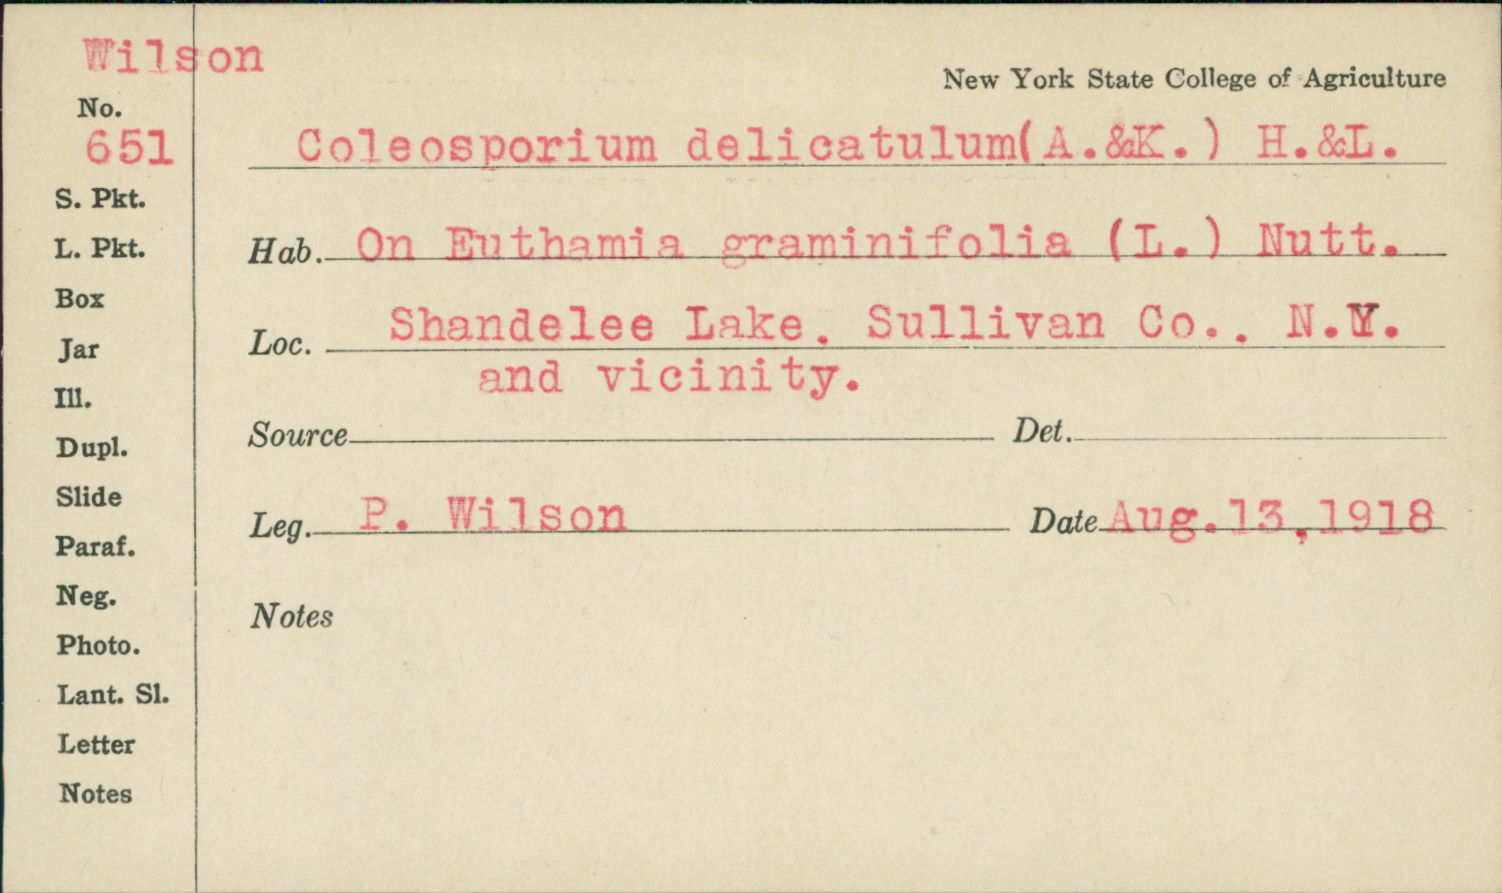 Wilson
New York State College of Agriculture
No.
651
Coleosporium delicatulum(A.&K.) H.&L.
S. Pkt.
L. Pkt.
Hab. On Euthamia graminifolia (L.) Nutt.
Box
Jar
Loc. Shandelee Lake, Sullivan Co., N.Y.
and vicinity.
Ill.
Dupl.
Source Det.
Slide
Leg. P. Wilson Date Aug.13,1918
Paraf.
Neg.
Notes
Photo.
Lant. Sl.
Letter
Notes